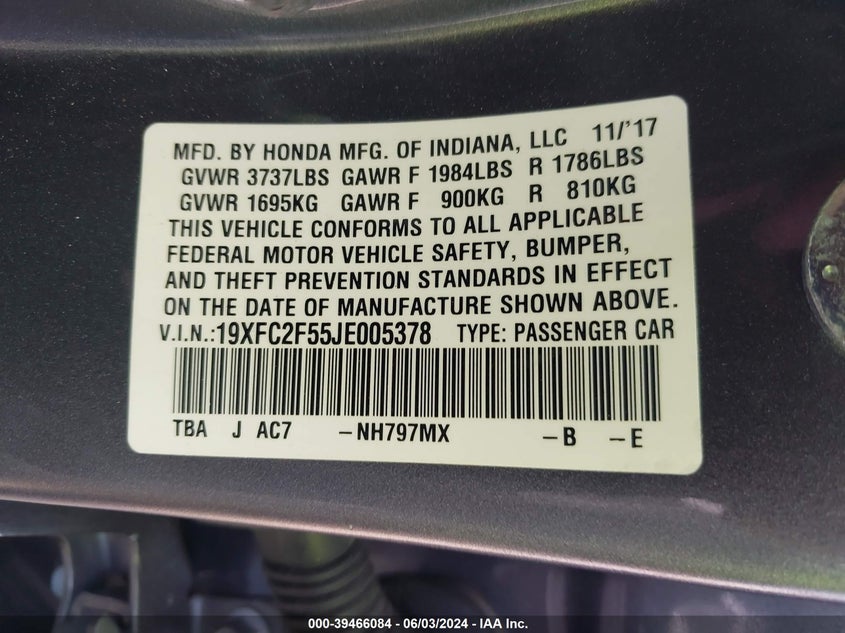 MFD. BY HONDA MFG. OF INDIANA, LLC 11/'17
GVWR 3737LBS GAWR F 1984LBS R 1786LBS
GVWR 1695KG GAWR F 900KG R 810KG
THIS VEHICLE CONFORMS TO ALL APPLICABLE
FEDERAL MOTOR VEHICLE SAFETY, BUMPER,
AND THEFT PREVENTION STANDARDS IN EFFECT
ON THE DATE OF MANUFACTURE SHOWN ABOVE.
V.I.N.:19XFC2F55JE005378 TYPE: PASSENGER CAR
TBA J AC7 –NH797MX –B –E
000-39466084 / 06/03/2024 - IAA Inc.